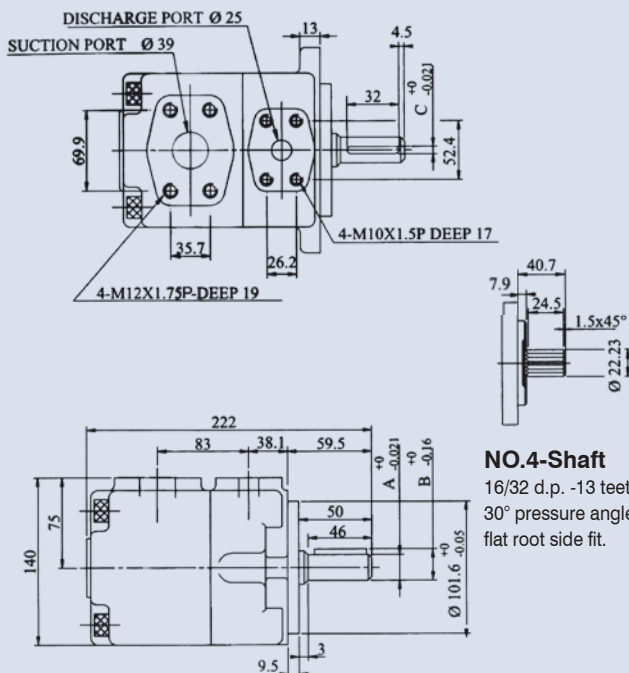 DISCHARGE PORT Ø 25
SUCTION PORT Ø 39
13
4.5
32
C +0 -0.021
69.9
52.4
35.7
26.2
4-M10X1.5P DEEP 17
4-M12X1.75P-DEEP 19
40.7
7.9
24.5
1.5x45°
Ø 22.23
222
83
38.1
59.5
A +0 -0.021
B +0 -0.16
50
46
75
140
Ø 101.6 +0 -0.05
3
9.5
NO.4-Shaft
16/32 d.p. -13 teet
30° pressure angle
flat root side fit.